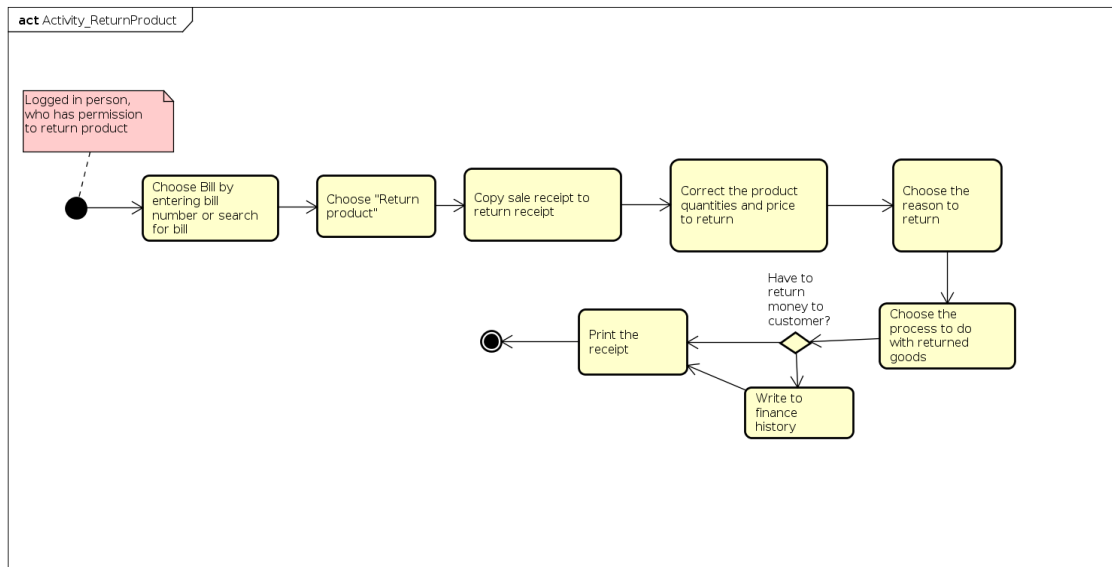 act Activity_ReturnProduct
Logged in person,
who has permission
to return product
Choose Bill by
entering bill
number or search
for bill
Choose "Return
product"
Copy sale receipt to
return receipt
Correct the product
quantities and price
to return
Choose the
reason to
return
Choose the
process to do
with returned
goods
Have to
return
money to
customer?
Write to
finance
history
Print the
receipt